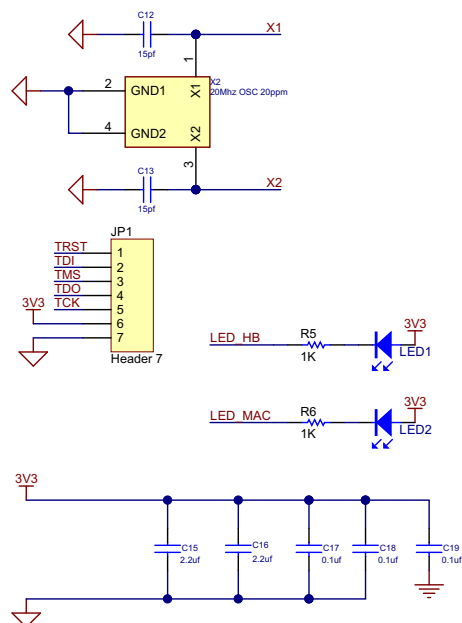 C12
X1
15pf
1
X2
20Mhz OSC 20ppm
2
GND1
X1
4
GND2
X2
3
C13
X2
15pf
JP1
TRST 1
TDI 2
TMS 3
TDO 4
3V3 TCK 5
6
7
Header 7
LED_HB
R5
1K
3V3
LED1
LED_MAC
R6
1K
3V3
LED2
3V3
C15
2.2uf
C16
2.2uf
C17
0.1uf
C18
0.1uf
C19
0.1uf